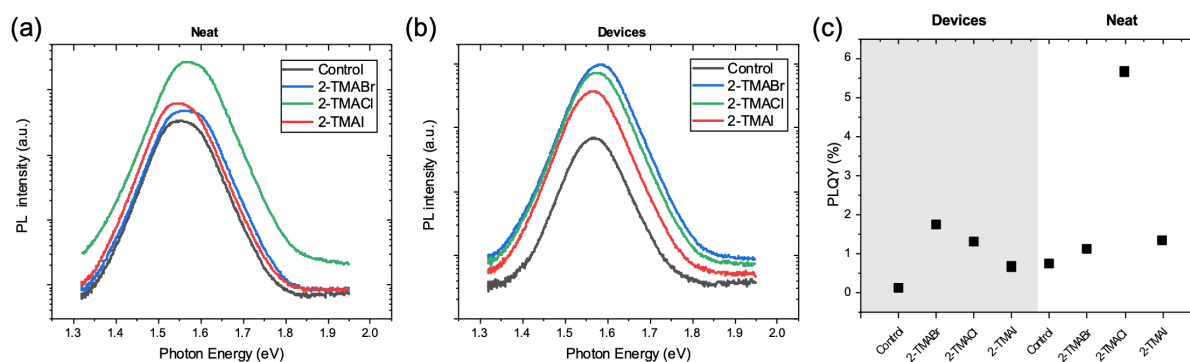 (a)
Neat
Control
2-TMABr
2-TMACl
2-TMAI
PL intensity (a.u.)
1.3 1.4 1.5 1.6 1.7 1.8 1.9 2.0
Photon Energy (eV)
(b)
Devices
Control
2-TMABr
2-TMACl
2-TMAI
PL intensity (a.u.)
1.3 1.4 1.5 1.6 1.7 1.8 1.9 2.0
Photon Energy (eV)
(c)
Devices Neat
PLQY (%)
6
5
4
3
2
1
0
Control 2-TMABr 2-TMACl 2-TMAI Control 2-TMABr 2-TMACl 2-TMAI